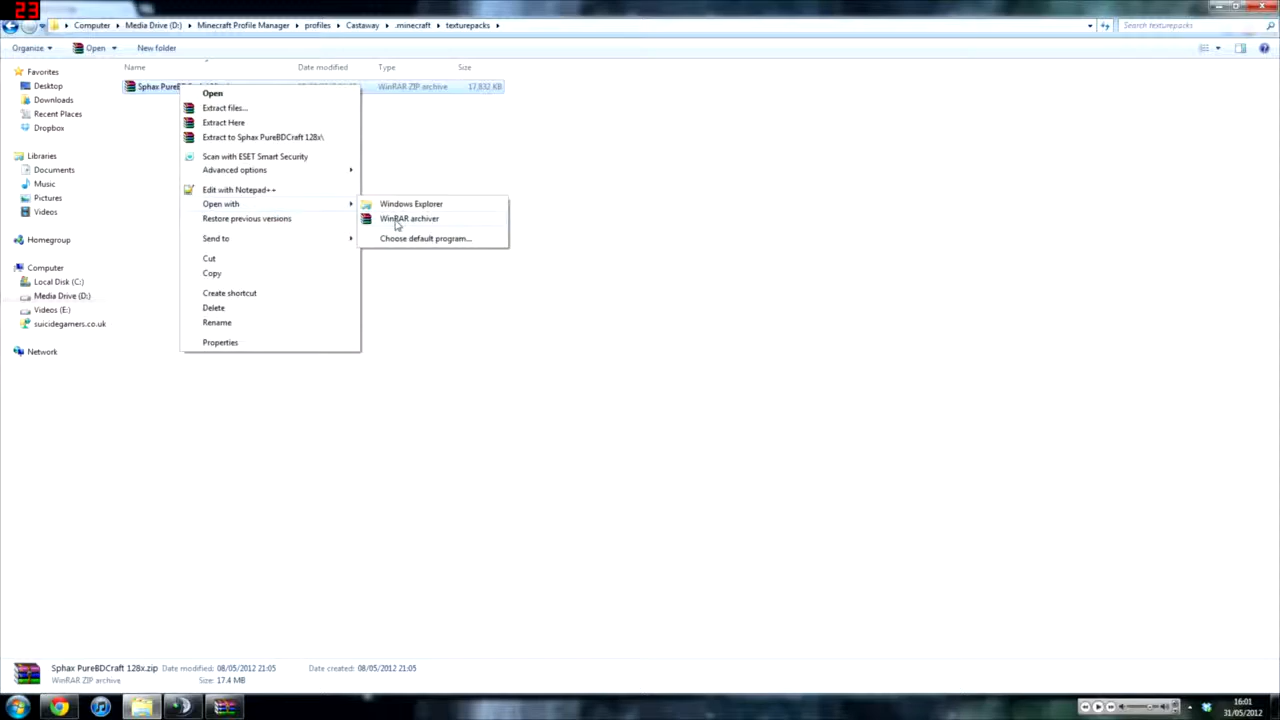 23
Computer ▸ Media Drive (D:) ▸ Minecraft Profile Manager ▸ profiles ▸ Castaway ▸ .minecraft ▸ texturepacks ▸
Search texturepacks
Organize Open New folder
Name Date modified Type Size
Favorites
Desktop
Downloads
Recent Places
Dropbox
Libraries
Documents
Music
Pictures
Videos
Homegroup
Computer
Local Disk (C:)
Media Drive (D:)
Videos (E:)
suicidegamers.co.uk
Network
Sphax WinRAR ZIP archive 17,832 KB
Open
Extract files...
Extract Here
Extract to Sphax PureBDCraft 128x\
Scan with ESET Smart Security
Advanced options
Edit with Notepad++
Open with
Restore previous versions
Send to
Cut
Copy
Create shortcut
Delete
Rename
Properties
Windows Explorer
WinRAR archiver
Choose default program...
Sphax PureBDCraft 128x.zip Date modified: 08/05/2012 21:05 Date created: 08/05/2012 21:05
WinRAR ZIP archive Size: 17.4 MB
16:01
31/05/2012